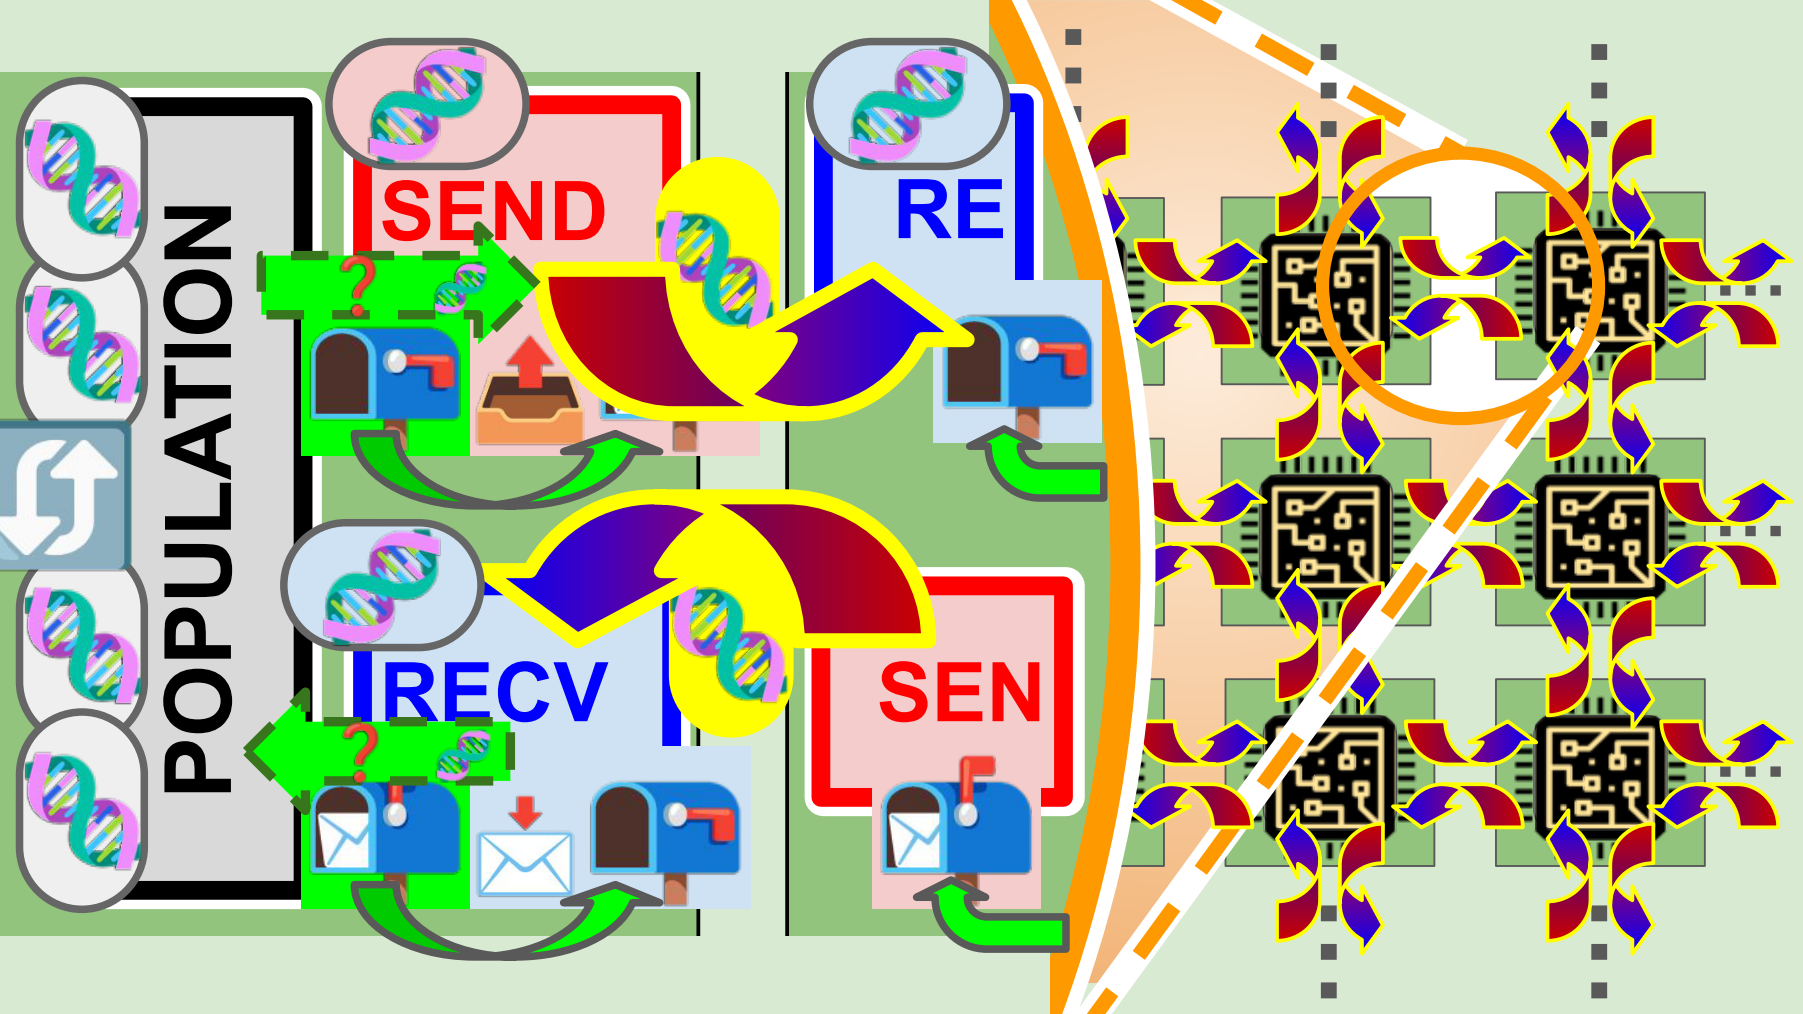 POPULATION
SEND
RE
?
RECV
SEN
?